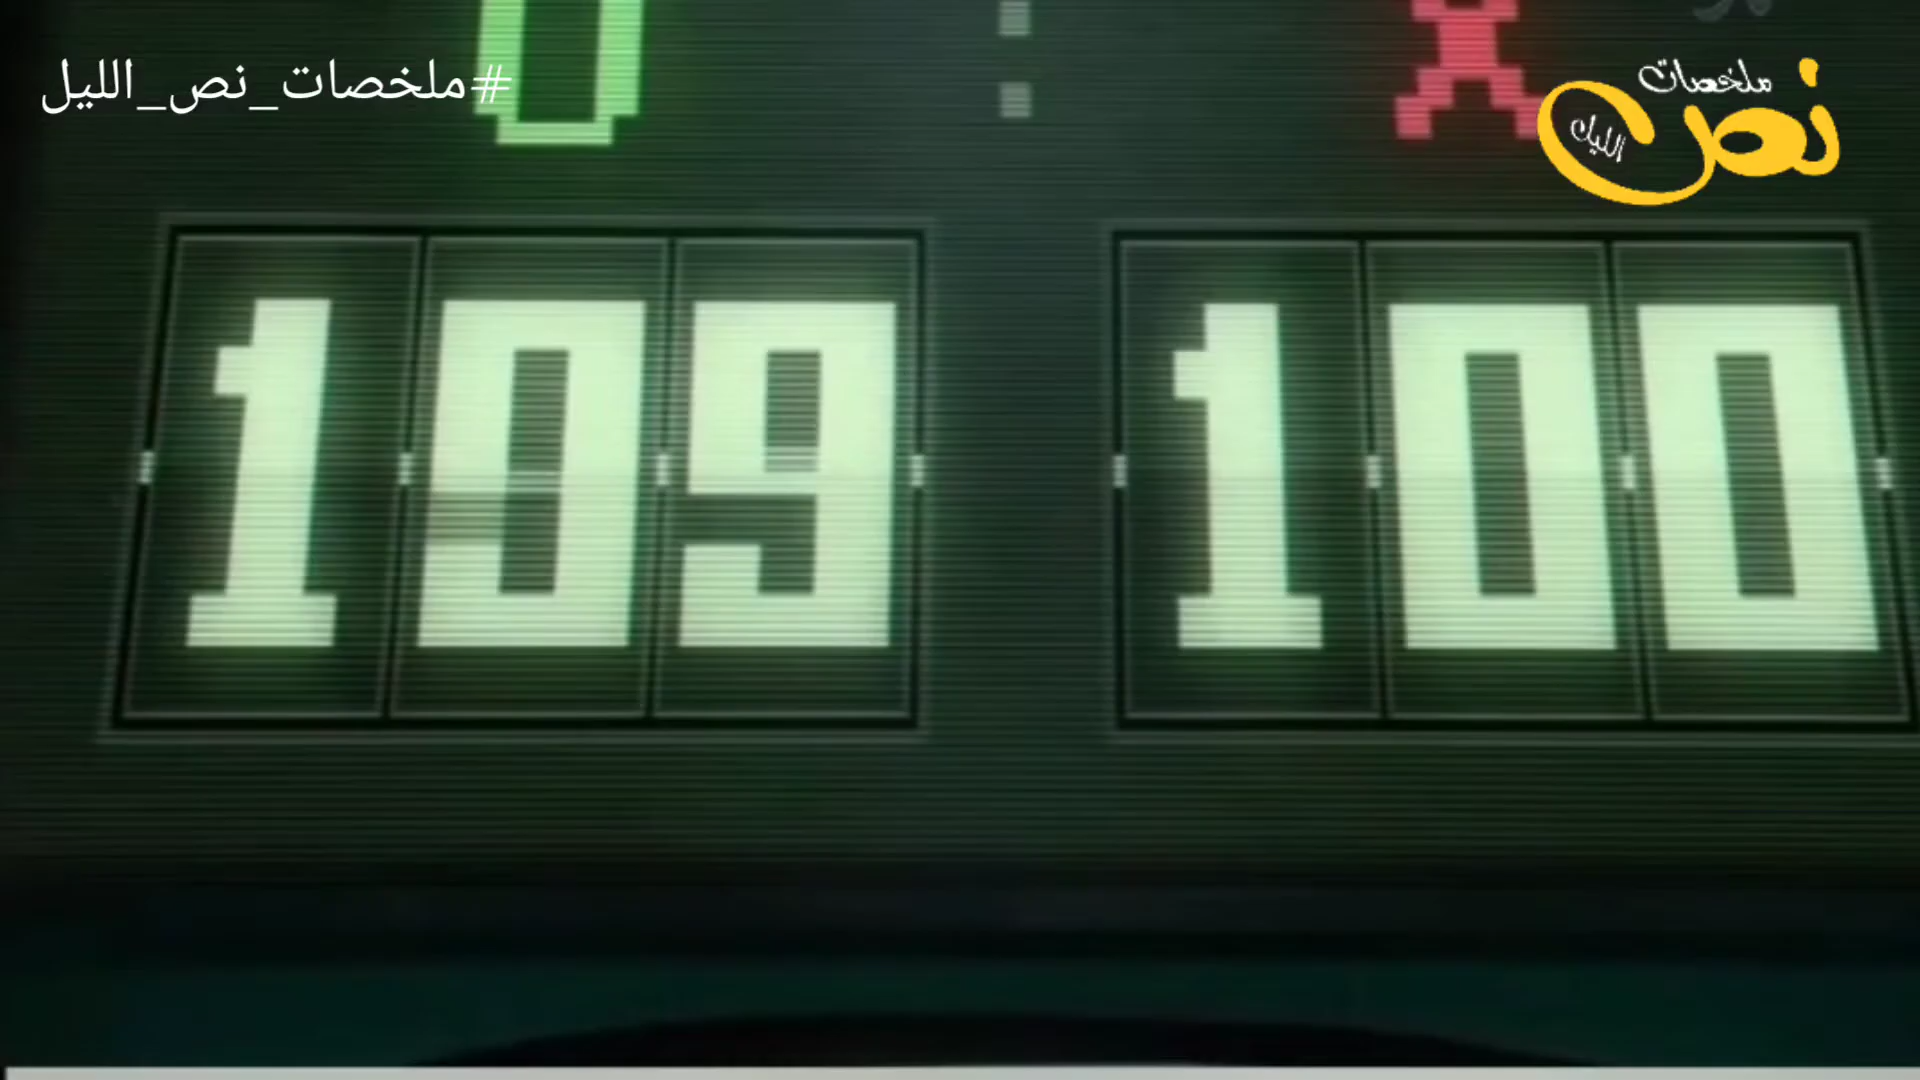 #ملخصات_نص_الليل
ملخصات
نص
الليل
O : X
109 100